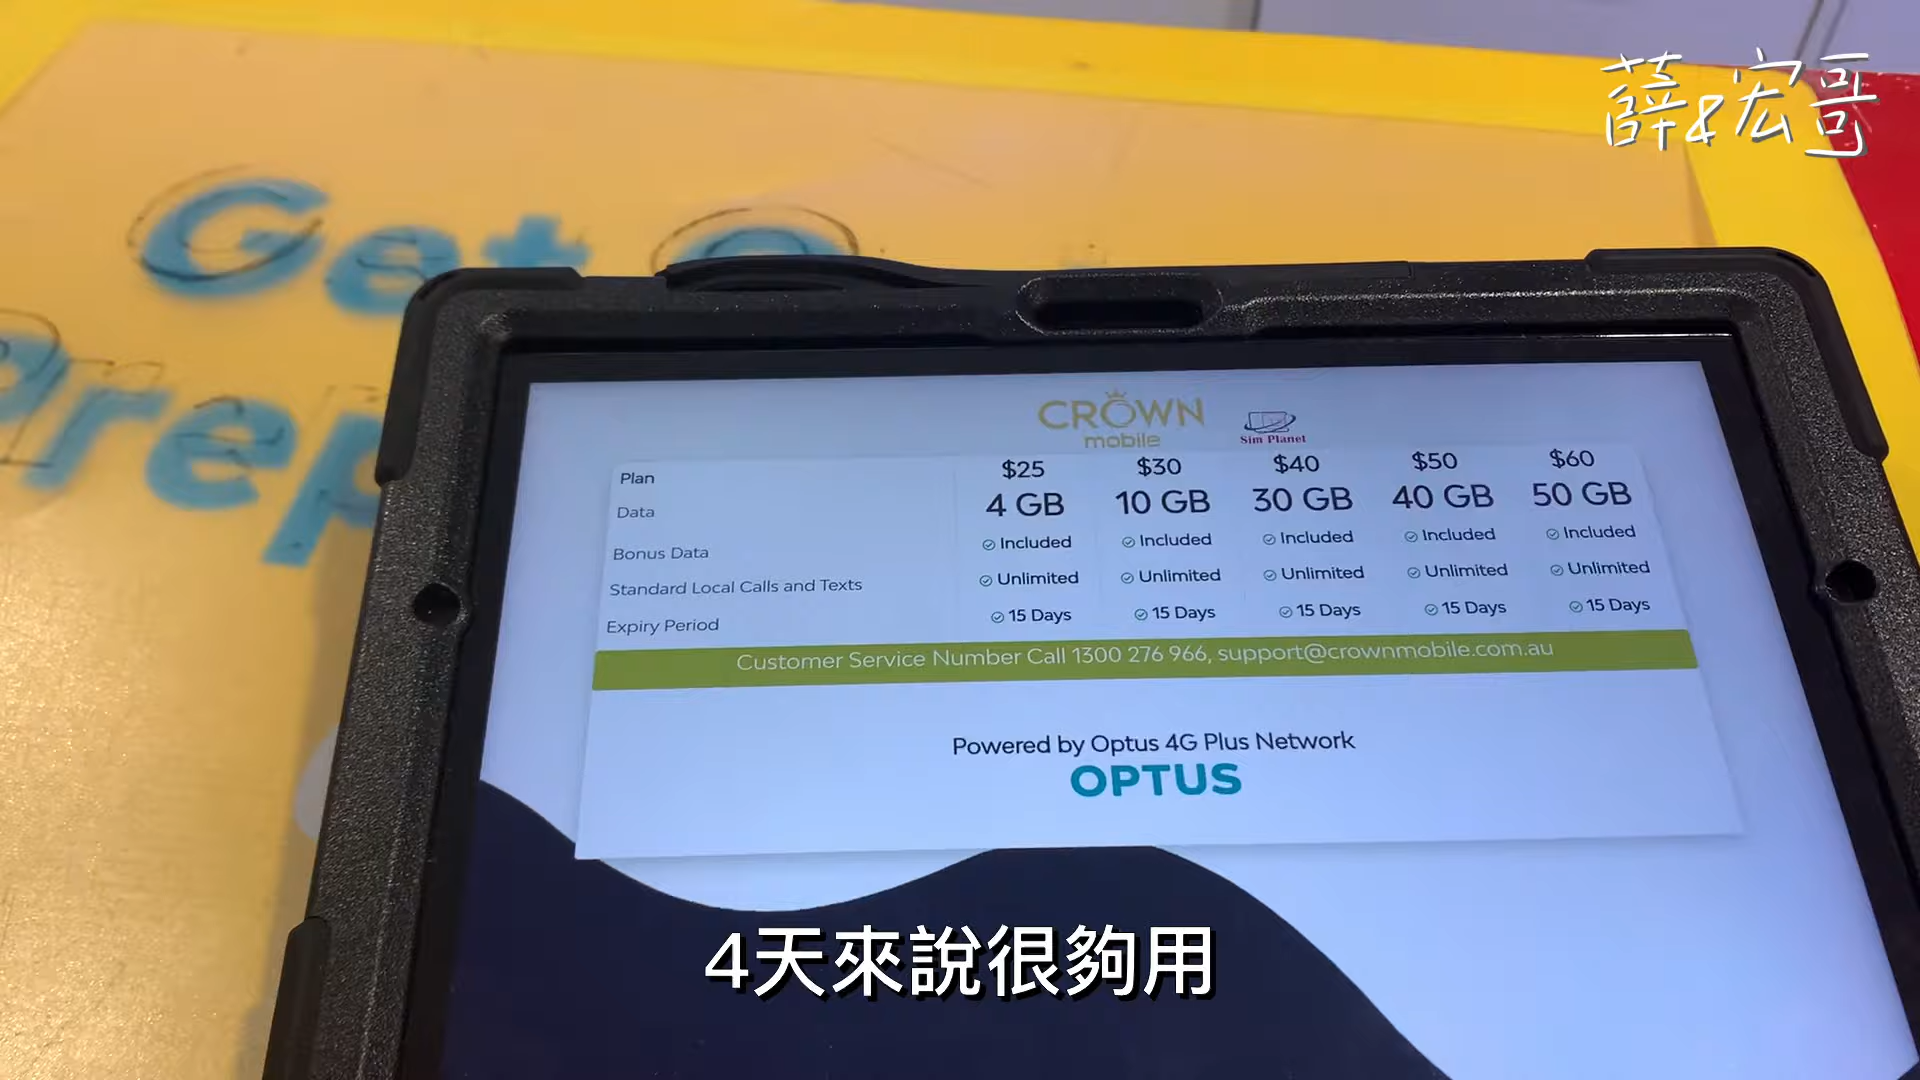 薛&宏哥
Get
Prep
CROWN
mobile
Sim Planet
Plan $25 $30 $40 $50 $60
Data 4 GB 10 GB 30 GB 40 GB 50 GB
Bonus Data Included Included Included Included Included
Standard Local Calls and Texts Unlimited Unlimited Unlimited Unlimited Unlimited
Expiry Period 15 Days 15 Days 15 Days 15 Days 15 Days
Customer Service Number Call 1300 276 966, support@crownmobile.com.au
Powered by Optus 4G Plus Network
OPTUS
4天來說很夠用